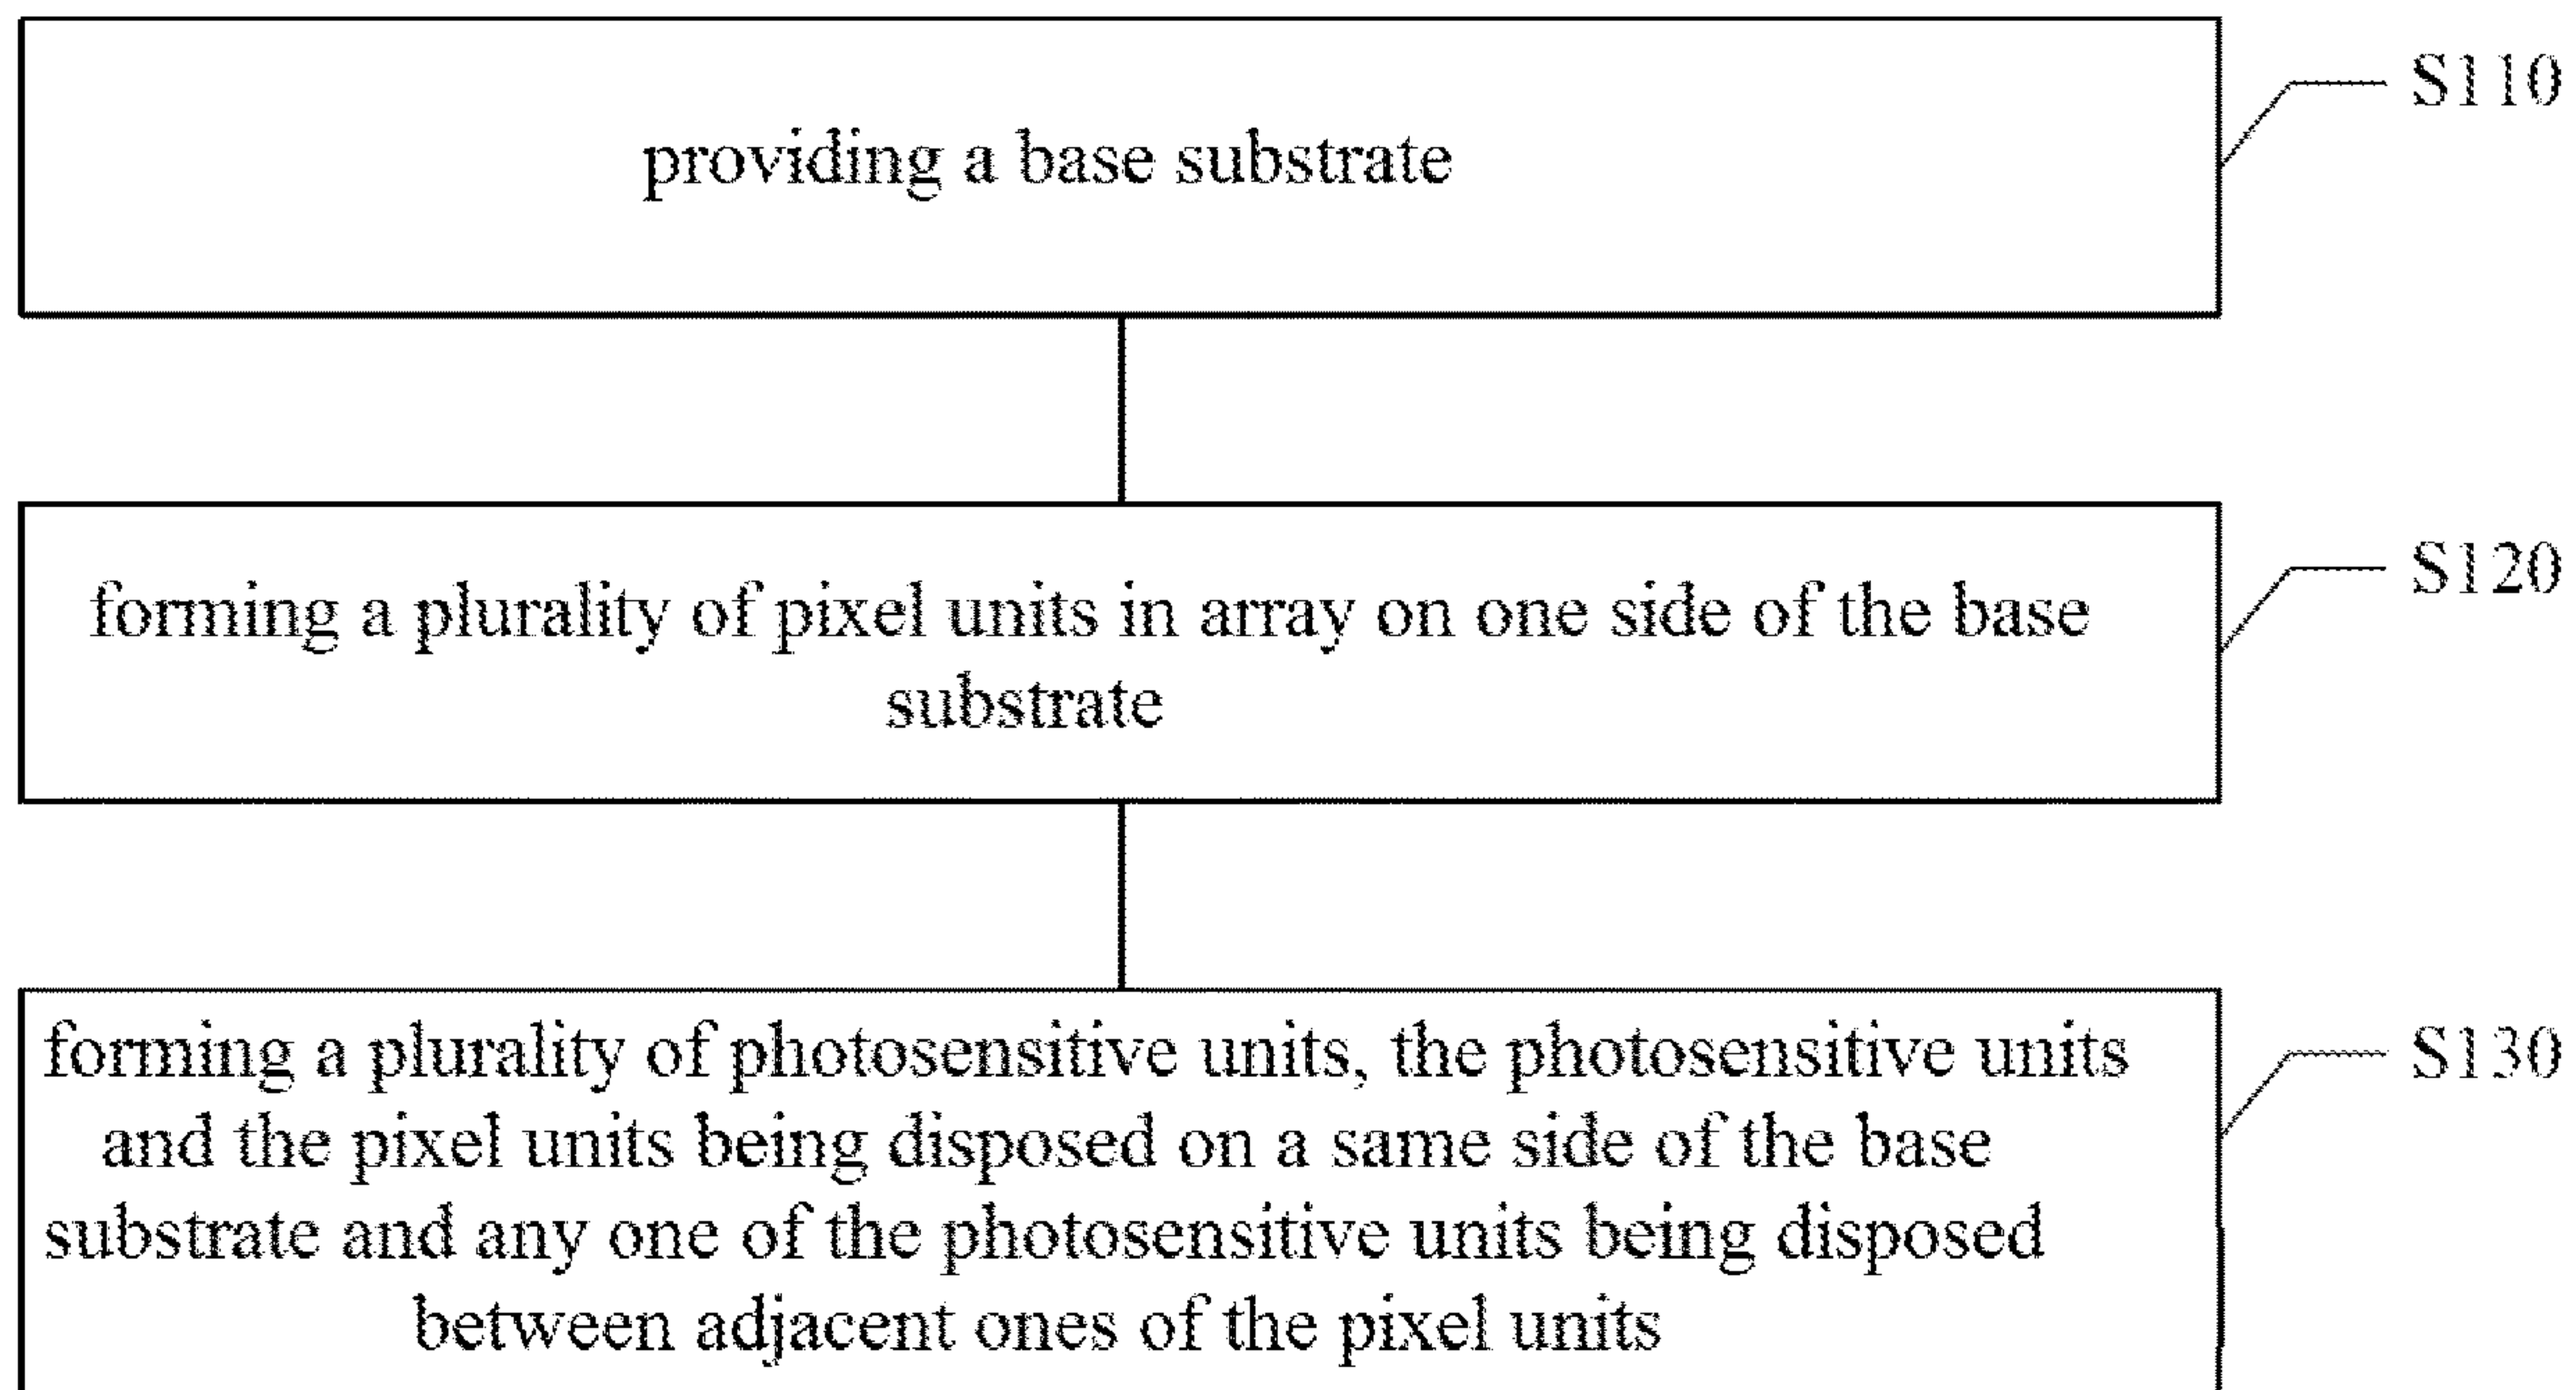 providing a base substrate
S110
forming a plurality of pixel units in array on one side of the base
substrate
S120
forming a plurality of photosensitive units, the photosensitive units
and the pixel units being disposed on a same side of the base
substrate and any one of the photosensitive units being disposed
between adjacent ones of the pixel units
S130